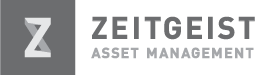 Z
ZEITGEIST
ASSET MANAGEMENT